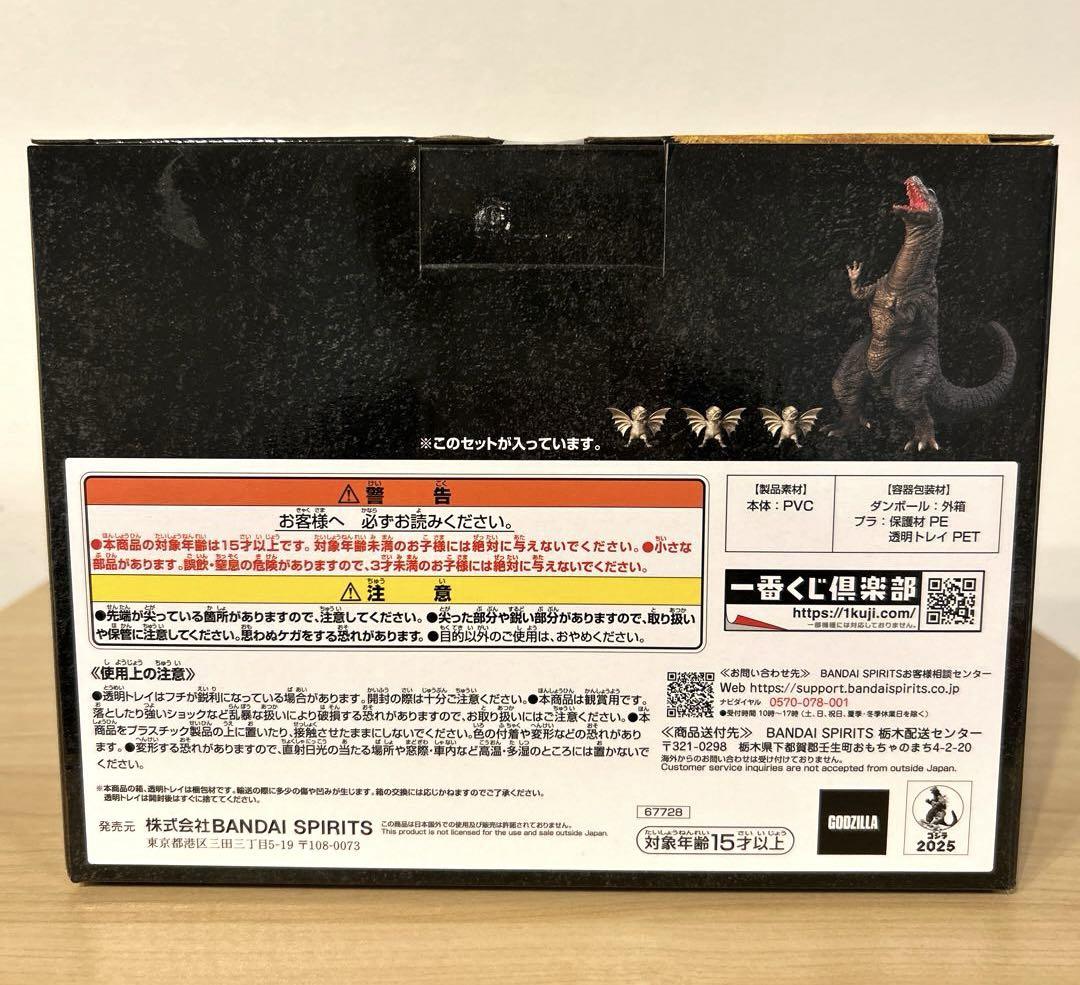 ※このセットが入っています。
⚠警告
お客様へ 必ずお読みください。
●本商品の対象年齢は15才以上です。対象年齢未満のお子様には絶対に与えないでください。●小さな
部品があります。誤飲・窒息の危険がありますので、3才未満のお子様には絶対に与えないでください。
⚠注意
●先端が尖っている箇所がありますので、注意してください。●尖った部分や鋭い部分がありますので、取り扱い
や保管に注意してください。思わぬケガをする恐れがあります。●目的以外のご使用は、おやめください。
《使用上の注意》
●透明トレイはフチが鋭利になっている場合があります。開封の際は十分ご注意ください。●本商品は観賞用です。
落としたり強いショックなど乱暴な扱いにより破損する恐れがありますので、お取り扱いにはご注意ください。●本
商品をプラスチック製品の上に置いたり、接触させたままにしないでください。色の付着や変形などの恐れがあり
ます。●変形する恐れがありますので、直射日光の当たる場所や窓際・車内など高温・多湿のところには置かないで
ください。
※本商品の箱、透明トレイは梱包材です。輸送の際に多少の傷や凹みが生じます。箱の交換には応じかねますのでご了承ください。
透明トレイは開封後はすぐに捨ててください。
発売元 株式会社BANDAI SPIRITS
東京都港区三田三丁目5-19 〒108-0073
この商品は日本国外での使用及び販売は許諾されておりません。
This product is not licensed for the use and sale outside Japan.
【製品素材】
本体：PVC
【容器包装材】
ダンボール：外箱
プラ：保護材 PE
透明トレイ PET
一番くじ倶楽部
https://1kuji.com/
一部機種には対応しておりません。
≪お問い合わせ先≫ BANDAI SPIRITSお客様相談センター
Web https://support.bandaispirits.co.jp
ナビダイヤル 0570-078-001
●受付時間 10時～17時（土、日、祝日、夏季・冬季休業日を除く）
≪商品送付先≫ BANDAI SPIRITS 栃木配送センター
〒321-0298 栃木県下都賀郡壬生町おもちゃのまち4-2-20
海外からのお問い合わせは受け付けておりません。
Customer service inquiries are not accepted from outside Japan.
67728
対象年齢15才以上
GODZILLA
ゴジラ
2025